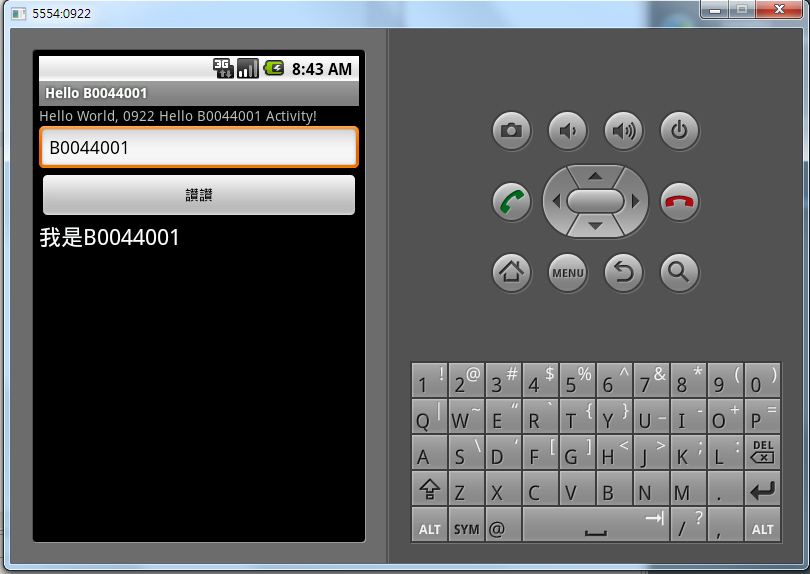 5554:0922
3G 8:43 AM
Hello B0044001
Hello World, 0922 Hello B0044001 Activity!
B0044001
讚讚
我是B0044001
MENU
1 ! 2 @ 3 # 4 $ 5 % 6 ^ 7 & 8 * 9 ( 0 )
Q | W ~ E " R ` T { Y } U _ I - O + P =
A S \ D ' F [ G ] H < J > K ; L : DEL
Z X C V B N M .
ALT SYM @ / ? , ALT